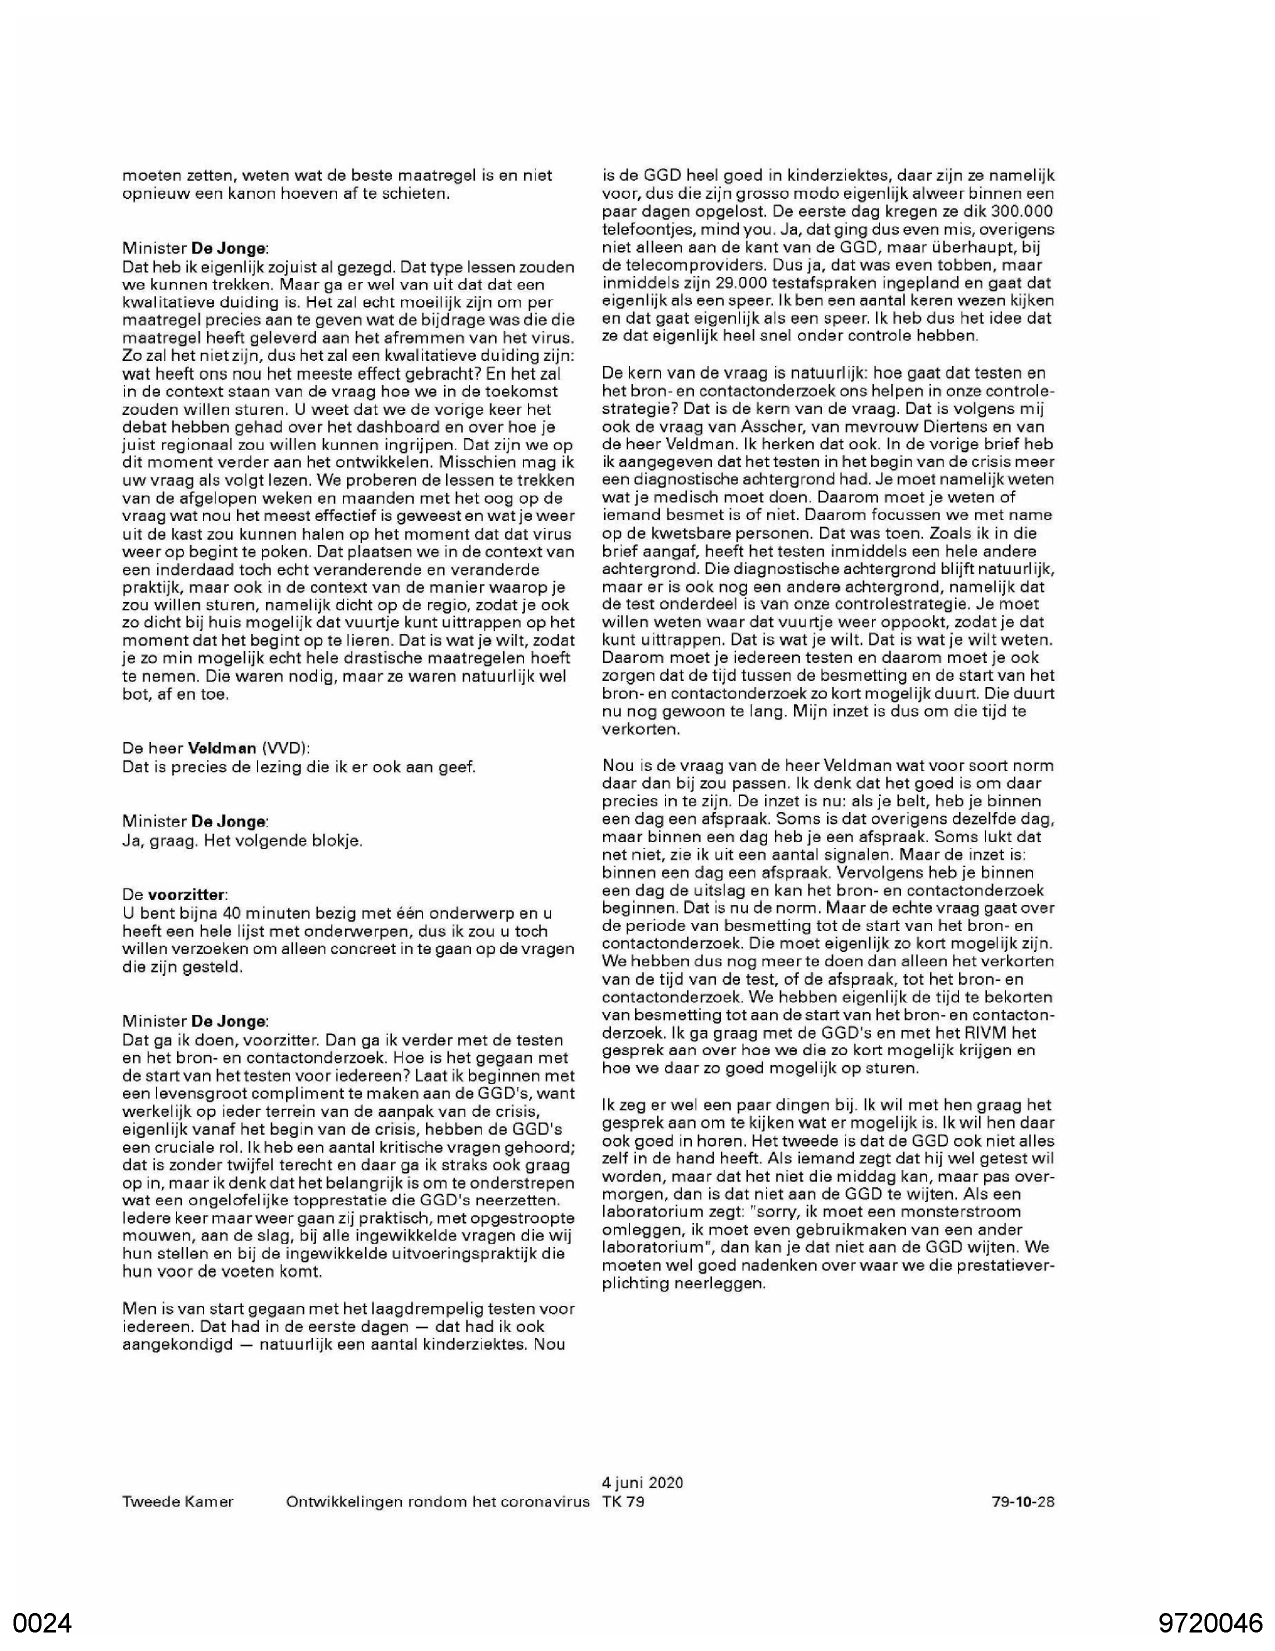 moeten zetten, weten wat de beste maatregel is en niet
opnieuw een kanon hoeven af te schieten.
Minister De Jonge:
Dat heb ik eigenlijk zojuist al gezegd. Dat type lessen zouden
we kunnen trekken. Maar ga er wel van uit dat dat een
kwalitatieve duiding is. Het zal echt moeilijk zijn om per
maatregel precies aan te geven wat de bijdrage was die die
maatregel heeft geleverd aan het afremmen van het virus.
Zo zal het niet zijn, dus het zal een kwalitatieve duiding zijn:
wat heeft ons nou het meeste effect gebracht? En het zal
in de context staan van de vraag hoe we in de toekomst
zouden willen sturen. U weet dat we de vorige keer het
debat hebben gehad over het dashboard en over hoe je
juist regionaal zou willen kunnen ingrijpen. Dat zijn we op
dit moment verder aan het ontwikkelen. Misschien mag ik
uw vraag als volgt lezen. We proberen de lessen te trekken
van de afgelopen weken en maanden met het oog op de
vraag wat nou het meest effectief is geweest en wat je weer
uit de kast zou kunnen halen op het moment dat dat virus
weer op begint te poken. Dat plaatsen we in de context van
een inderdaad toch echt veranderende en veranderde
praktijk, maar ook in de context van de manier waarop je
zou willen sturen, namelijk dicht op de regio, zodat je ook
zo dicht bij huis mogelijk dat vuurtje kunt uittrappen op het
moment dat het begint op te lieren. Dat is wat je wilt, zodat
je zo min mogelijk echt hele drastische maatregelen hoeft
te nemen. Die waren nodig, maar ze waren natuurlijk wel
bot, af en toe.
De heer Veldman (VVD):
Dat is precies de lezing die ik er ook aan geef.
Minister De Jonge:
Ja, graag. Het volgende blokje.
De voorzitter:
U bent bijna 40 minuten bezig met één onderwerp en u
heeft een hele lijst met onderwerpen, dus ik zou u toch
willen verzoeken om alleen concreet in te gaan op de vragen
die zijn gesteld.
Minister De Jonge:
Dat ga ik doen, voorzitter. Dan ga ik verder met de testen
en het bron- en contactonderzoek. Hoe is het gegaan met
de start van het testen voor iedereen? Laat ik beginnen met
een levensgroot compliment te maken aan de GGD's, want
werkelijk op ieder terrein van de aanpak van de crisis,
eigenlijk vanaf het begin van de crisis, hebben de GGD's
een cruciale rol. Ik heb een aantal kritische vragen gehoord;
dat is zonder twijfel terecht en daar ga ik straks ook graag
op in, maar ik denk dat het belangrijk is om te onderstrepen
wat een ongelofelijke topprestatie die GGD's neerzetten.
Iedere keer maar weer gaan zij praktisch, met opgestroopte
mouwen, aan de slag, bij alle ingewikkelde vragen die wij
hun stellen en bij de ingewikkelde uitvoeringspraktijk die
hun voor de voeten komt.
Men is van start gegaan met het laagdrempelig testen voor
iedereen. Dat had in de eerste dagen — dat had ik ook
aangekondigd — natuurlijk een aantal kinderziektes. Nou
is de GGD heel goed in kinderziektes, daar zijn ze namelijk
voor, dus die zijn grosso modo eigenlijk alweer binnen een
paar dagen opgelost. De eerste dag kregen ze dik 300.000
telefoontjes, mind you. Ja, dat ging dus even mis, overigens
niet alleen aan de kant van de GGD, maar überhaupt, bij
de telecomproviders. Dus ja, dat was even tobben, maar
inmiddels zijn 29.000 testafspraken ingepland en gaat dat
eigenlijk als een speer. Ik ben een aantal keren wezen kijken
en dat gaat eigenlijk als een speer. Ik heb dus het idee dat
ze dat eigenlijk heel snel onder controle hebben.
De kern van de vraag is natuurlijk: hoe gaat dat testen en
het bron- en contactonderzoek ons helpen in onze controle-
strategie? Dat is de kern van de vraag. Dat is volgens mij
ook de vraag van Asscher, van mevrouw Diertens en van
de heer Veldman. Ik herken dat ook. In de vorige brief heb
ik aangegeven dat het testen in het begin van de crisis meer
een diagnostische achtergrond had. Je moet namelijk weten
wat je medisch moet doen. Daarom moet je weten of
iemand besmet is of niet. Daarom focussen we met name
op de kwetsbare personen. Dat was toen. Zoals ik in die
brief aangaf, heeft het testen inmiddels een hele andere
achtergrond. Die diagnostische achtergrond blijft natuurlijk,
maar er is ook nog een andere achtergrond, namelijk dat
de test onderdeel is van onze controlestrategie. Je moet
willen weten waar dat vuurtje weer oppookt, zodat je dat
kunt uittrappen. Dat is wat je wilt. Dat is wat je wilt weten.
Daarom moet je iedereen testen en daarom moet je ook
zorgen dat de tijd tussen de besmetting en de start van het
bron- en contactonderzoek zo kort mogelijk duurt. Die duurt
nu nog gewoon te lang. Mijn inzet is dus om die tijd te
verkorten.
Nou is de vraag van de heer Veldman wat voor soort norm
daar dan bij zou passen. Ik denk dat het goed is om daar
precies in te zijn. De inzet is nu: als je belt, heb je binnen
een dag een afspraak. Soms is dat overigens dezelfde dag,
maar binnen een dag heb je een afspraak. Soms lukt dat
net niet, zie ik uit een aantal signalen. Maar de inzet is:
binnen een dag een afspraak. Vervolgens heb je binnen
een dag de uitslag en kan het bron- en contactonderzoek
beginnen. Dat is nu de norm. Maar de echte vraag gaat over
de periode van besmetting tot de start van het bron- en
contactonderzoek. Die moet eigenlijk zo kort mogelijk zijn.
We hebben dus nog meer te doen dan alleen het verkorten
van de tijd van de test, of de afspraak, tot het bron- en
contactonderzoek. We hebben eigenlijk de tijd te bekorten
van besmetting tot aan de start van het bron- en contacton-
derzoek. Ik ga graag met de GGD's en met het RIVM het
gesprek aan over hoe we die zo kort mogelijk krijgen en
hoe we daar zo goed mogelijk op sturen.
Ik zeg er wel een paar dingen bij. Ik wil met hen graag het
gesprek aan om te kijken wat er mogelijk is. Ik wil hen daar
ook goed in horen. Het tweede is dat de GGD ook niet alles
zelf in de hand heeft. Als iemand zegt dat hij wel getest wil
worden, maar dat het niet die middag kan, maar pas over-
morgen, dan is dat niet aan de GGD te wijten. Als een
laboratorium zegt: "sorry, ik moet een monsterstroom
omleggen, ik moet even gebruikmaken van een ander
laboratorium", dan kan je dat niet aan de GGD wijten. We
moeten wel goed nadenken over waar we die prestatiever-
plichting neerleggen.
4 juni 2020
Tweede Kamer Ontwikkelingen rondom het coronavirus TK 79 79-10-28
0024 9720046